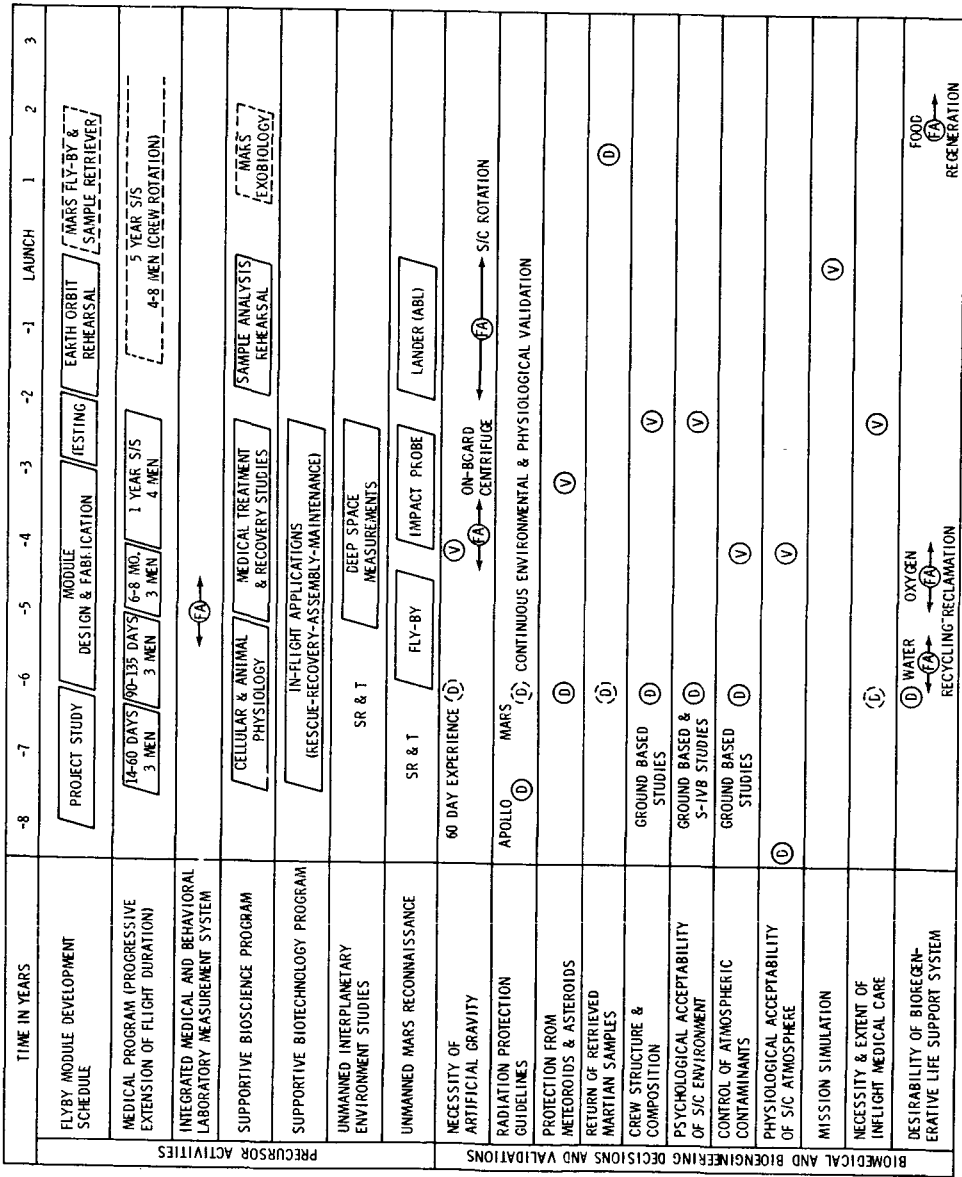 TIME IN YEARS
-8 -7 -6 -5 -4 -3 -2 -1 LAUNCH 1 2 3
PRECURSOR ACTIVITIES
FLYBY MODULE DEVELOPMENT
SCHEDULE
PROJECT STUDY
MODULE
DESIGN & FABRICATION
TESTING
EARTH ORBIT
REHEARSAL
MARS FLY-BY &
SAMPLE RETRIEVER
MEDICAL PROGRAM (PROGRESSIVE
EXTENSION OF FLIGHT DURATION)
14-60 DAYS
3 MEN
90-135 DAYS
3 MEN
6-8 MO.
3 MEN
1 YEAR S/S
4 MEN
5 YEAR S/S
4-8 MEN (CREW ROTATION)
INTEGRATED MEDICAL AND BEHAVIORAL
LABORATORY MEASUREMENT SYSTEM
FA
SUPPORTIVE BIOSCIENCE PROGRAM
CELLULAR & ANIMAL
PHYSIOLOGY
MEDICAL TREATMENT
& RECOVERY STUDIES
SAMPLE ANALYSIS
REHEARSAL
MARS
EXOBIOLOGY
SUPPORTIVE BIOTECHNOLOGY PROGRAM
IN-FLIGHT APPLICATIONS
(RESCUE-RECOVERY-ASSEMBLY-MAINTENANCE)
UNMANNED INTERPLANETARY
ENVIRONMENT STUDIES
SR & T
DEEP SPACE
MEASUREMENTS
UNMANNED MARS RECONNAISSANCE
SR & T
FLY-BY
IMPACT PROBE
LANDER (ABL)
BIOMEDICAL AND BIOENGINEERING DECISIONS AND VALIDATIONS
NECESSITY OF
ARTIFICIAL GRAVITY
60 DAY EXPERIENCE D
V
FA
ON-BOARD
CENTRIFUGE
FA
S/C ROTATION
RADIATION PROTECTION
GUIDELINES
APOLLO
D
MARS
D CONTINUOUS ENVIRONMENTAL & PHYSIOLOGICAL VALIDATION
PROTECTION FROM
METEOROIDS & ASTEROIDS
D V
RETURN OF RETRIEVED
MARTIAN SAMPLES
D D
CREW STRUCTURE &
COMPOSITION
GROUND BASED
STUDIES
D V
PSYCHOLOGICAL ACCEPTABILITY
OF S/C ENVIRONMENT
GROUND BASED &
S-IVB STUDIES
D V
CONTROL OF ATMOSPHERIC
CONTAMINANTS
GROUND BASED
STUDIES
D V
PHYSIOLOGICAL ACCEPTABILITY
OF S/C ATMOSPHERE
D V
MISSION SIMULATION
V
NECESSITY & EXTENT OF
INFLIGHT MEDICAL CARE
D V
DESIRABILITY OF BIOREGEN-
ERATIVE LIFE SUPPORT SYSTEM
D WATER
FA
OXYGEN
FA
RECYCLING-RECLAMATION
FOOD
FA
REGENERATION